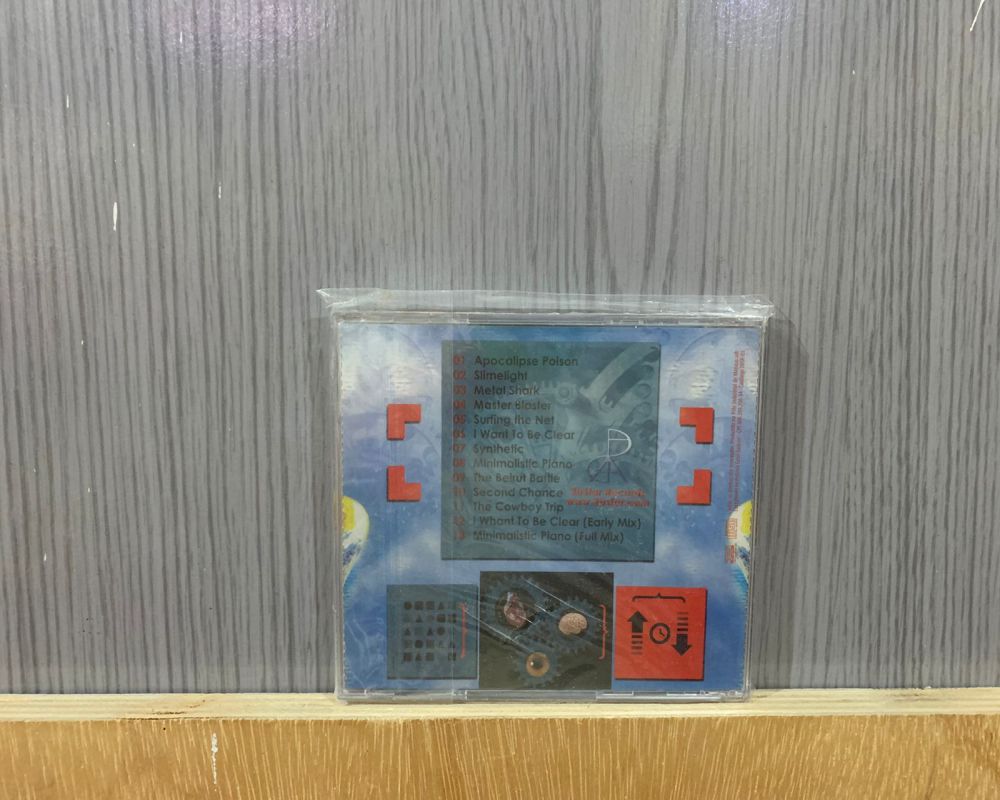 01 Apocalipse Poison
02 Slimelight
03 Metal Shark
04 Master Blaster
05 Surfing the Net
06 I Want To Be Clear
07 Synthetic
08 Minimalistic Piano
09 The Beirut Battle
10 Second Chance
11 The Cowboy Trip
12 I Whant To Be Clear (Early Mix)
13 Minimalistic Piano (Full Mix)